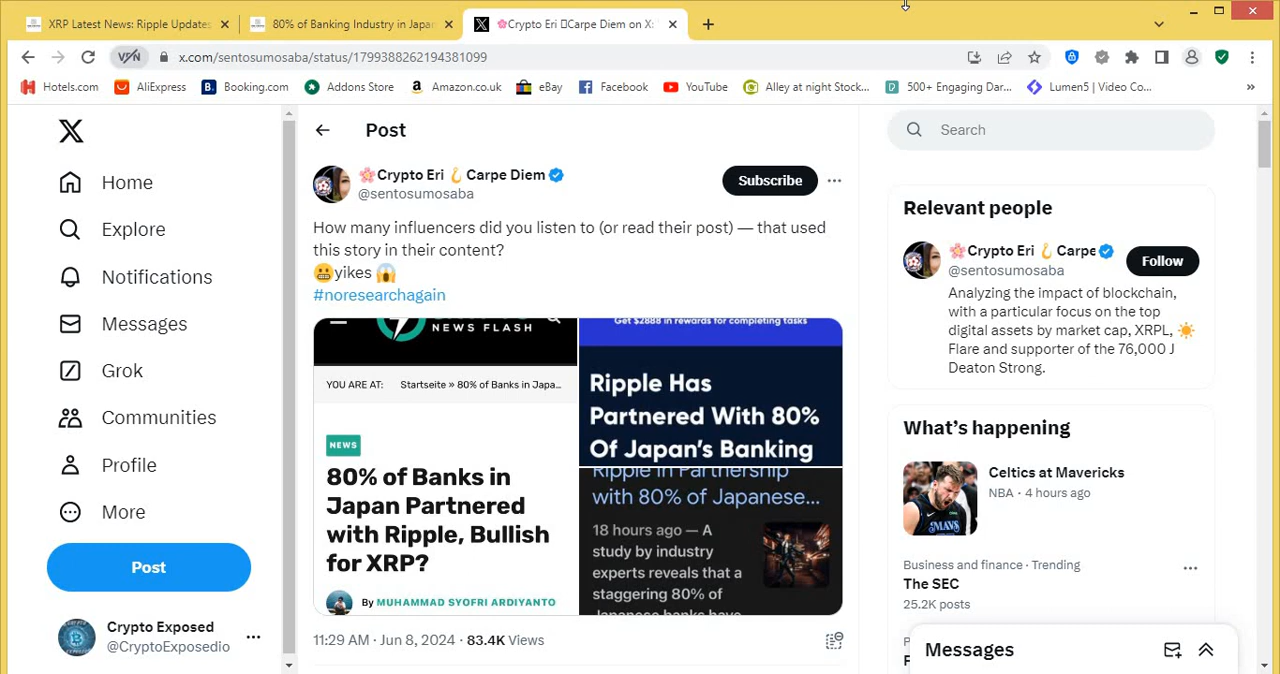 XRP Latest News: Ripple Updates
80% of Banking Industry in Japan
🌸Crypto Eri Carpe Diem on X:
VPN
x.com/sentosumosaba/status/1799388262194381099
Hotels.com
AliExpress
Booking.com
Addons Store
Amazon.co.uk
eBay
Facebook
YouTube
Alley at night Stock...
500+ Engaging Dar...
Lumen5 | Video Co...
Home
Explore
Notifications
Messages
Grok
Communities
Profile
More
Post
Crypto Exposed
@CryptoExposedio
Post
🌸Crypto Eri 🪝Carpe Diem
@sentosumosaba
Subscribe
How many influencers did you listen to (or read their post) — that used
this story in their content?
😬yikes 😱
#noresearchagain
NEWS FLASH
YOU ARE AT: Startseite » 80% of Banks in Japa...
NEWS
80% of Banks in
Japan Partnered
with Ripple, Bullish
for XRP?
By MUHAMMAD SYOFRI ARDIYANTO
Get $2888 in rewards for completing tasks
Ripple Has
Partnered With 80%
Of Japan's Banking
Ripple in Partnership
with 80% of Japanese...
18 hours ago — A
study by industry
experts reveals that a
staggering 80% of
Japanese banks have
11:29 AM · Jun 8, 2024 · 83.4K Views
Search
Relevant people
🌸Crypto Eri 🪝Carpe
@sentosumosaba
Follow
Analyzing the impact of blockchain,
with a particular focus on the top
digital assets by market cap, XRPL, ☀️
Flare and supporter of the 76,000 J
Deaton Strong.
What's happening
Celtics at Mavericks
NBA · 4 hours ago
MAVS
Business and finance · Trending
The SEC
25.2K posts
Messages